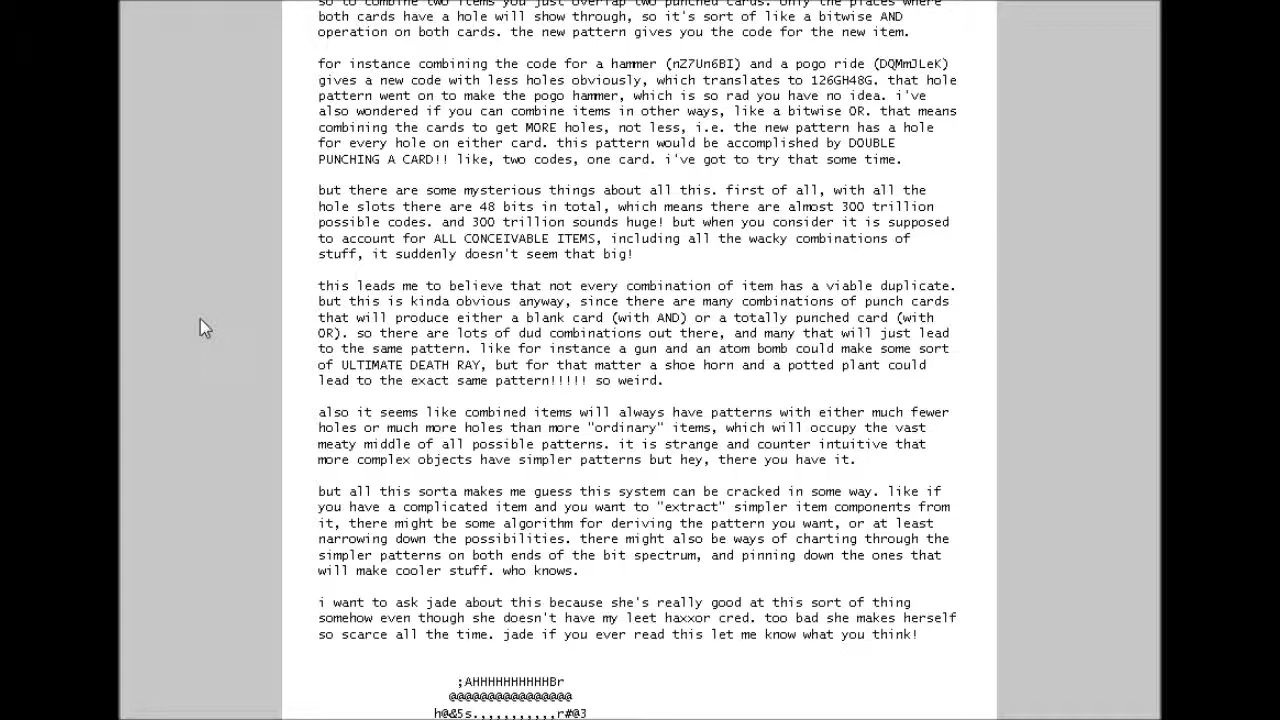 so to combine two items you just overlap two punched cards. only the places where
both cards have a hole will show through, so it's sort of like a bitwise AND
operation on both cards. the new pattern gives you the code for the new item.
for instance combining the code for a hammer (nZ7Un6BI) and a pogo ride (DQMmJLeK)
gives a new code with less holes obviously, which translates to 126GH48G. that hole
pattern went on to make the pogo hammer, which is so rad you have no idea. i've
also wondered if you can combine items in other ways, like a bitwise OR. that means
combining the cards to get MORE holes, not less, i.e. the new pattern has a hole
for every hole on either card. this pattern would be accomplished by DOUBLE
PUNCHING A CARD!! like, two codes, one card. i've got to try that some time.
but there are some mysterious things about all this. first of all, with all the
hole slots there are 48 bits in total, which means there are almost 300 trillion
possible codes. and 300 trillion sounds huge! but when you consider it is supposed
to account for ALL CONCEIVABLE ITEMS, including all the wacky combinations of
stuff, it suddenly doesn't seem that big!
this leads me to believe that not every combination of item has a viable duplicate.
but this is kinda obvious anyway, since there are many combinations of punch cards
that will produce either a blank card (with AND) or a totally punched card (with
OR). so there are lots of dud combinations out there, and many that will just lead
to the same pattern. like for instance a gun and an atom bomb could make some sort
of ULTIMATE DEATH RAY, but for that matter a shoe horn and a potted plant could
lead to the exact same pattern!!!!! so weird.
also it seems like combined items will always have patterns with either much fewer
holes or much more holes than more "ordinary" items, which will occupy the vast
meaty middle of all possible patterns. it is strange and counter intuitive that
more complex objects have simpler patterns but hey, there you have it.
but all this sorta makes me guess this system can be cracked in some way. like if
you have a complicated item and you want to "extract" simpler item components from
it, there might be some algorithm for deriving the pattern you want, or at least
narrowing down the possibilities. there might also be ways of charting through the
simpler patterns on both ends of the bit spectrum, and pinning down the ones that
will make cooler stuff. who knows.
i want to ask jade about this because she's really good at this sort of thing
somehow even though she doesn't have my leet haxxor cred. too bad she makes herself
so scarce all the time. jade if you ever read this let me know what you think!
;AHHHHHHHHHHBr
@@@@@@@@@@@@@@@@
h@&5s.,,,,,,,,,,r#@3